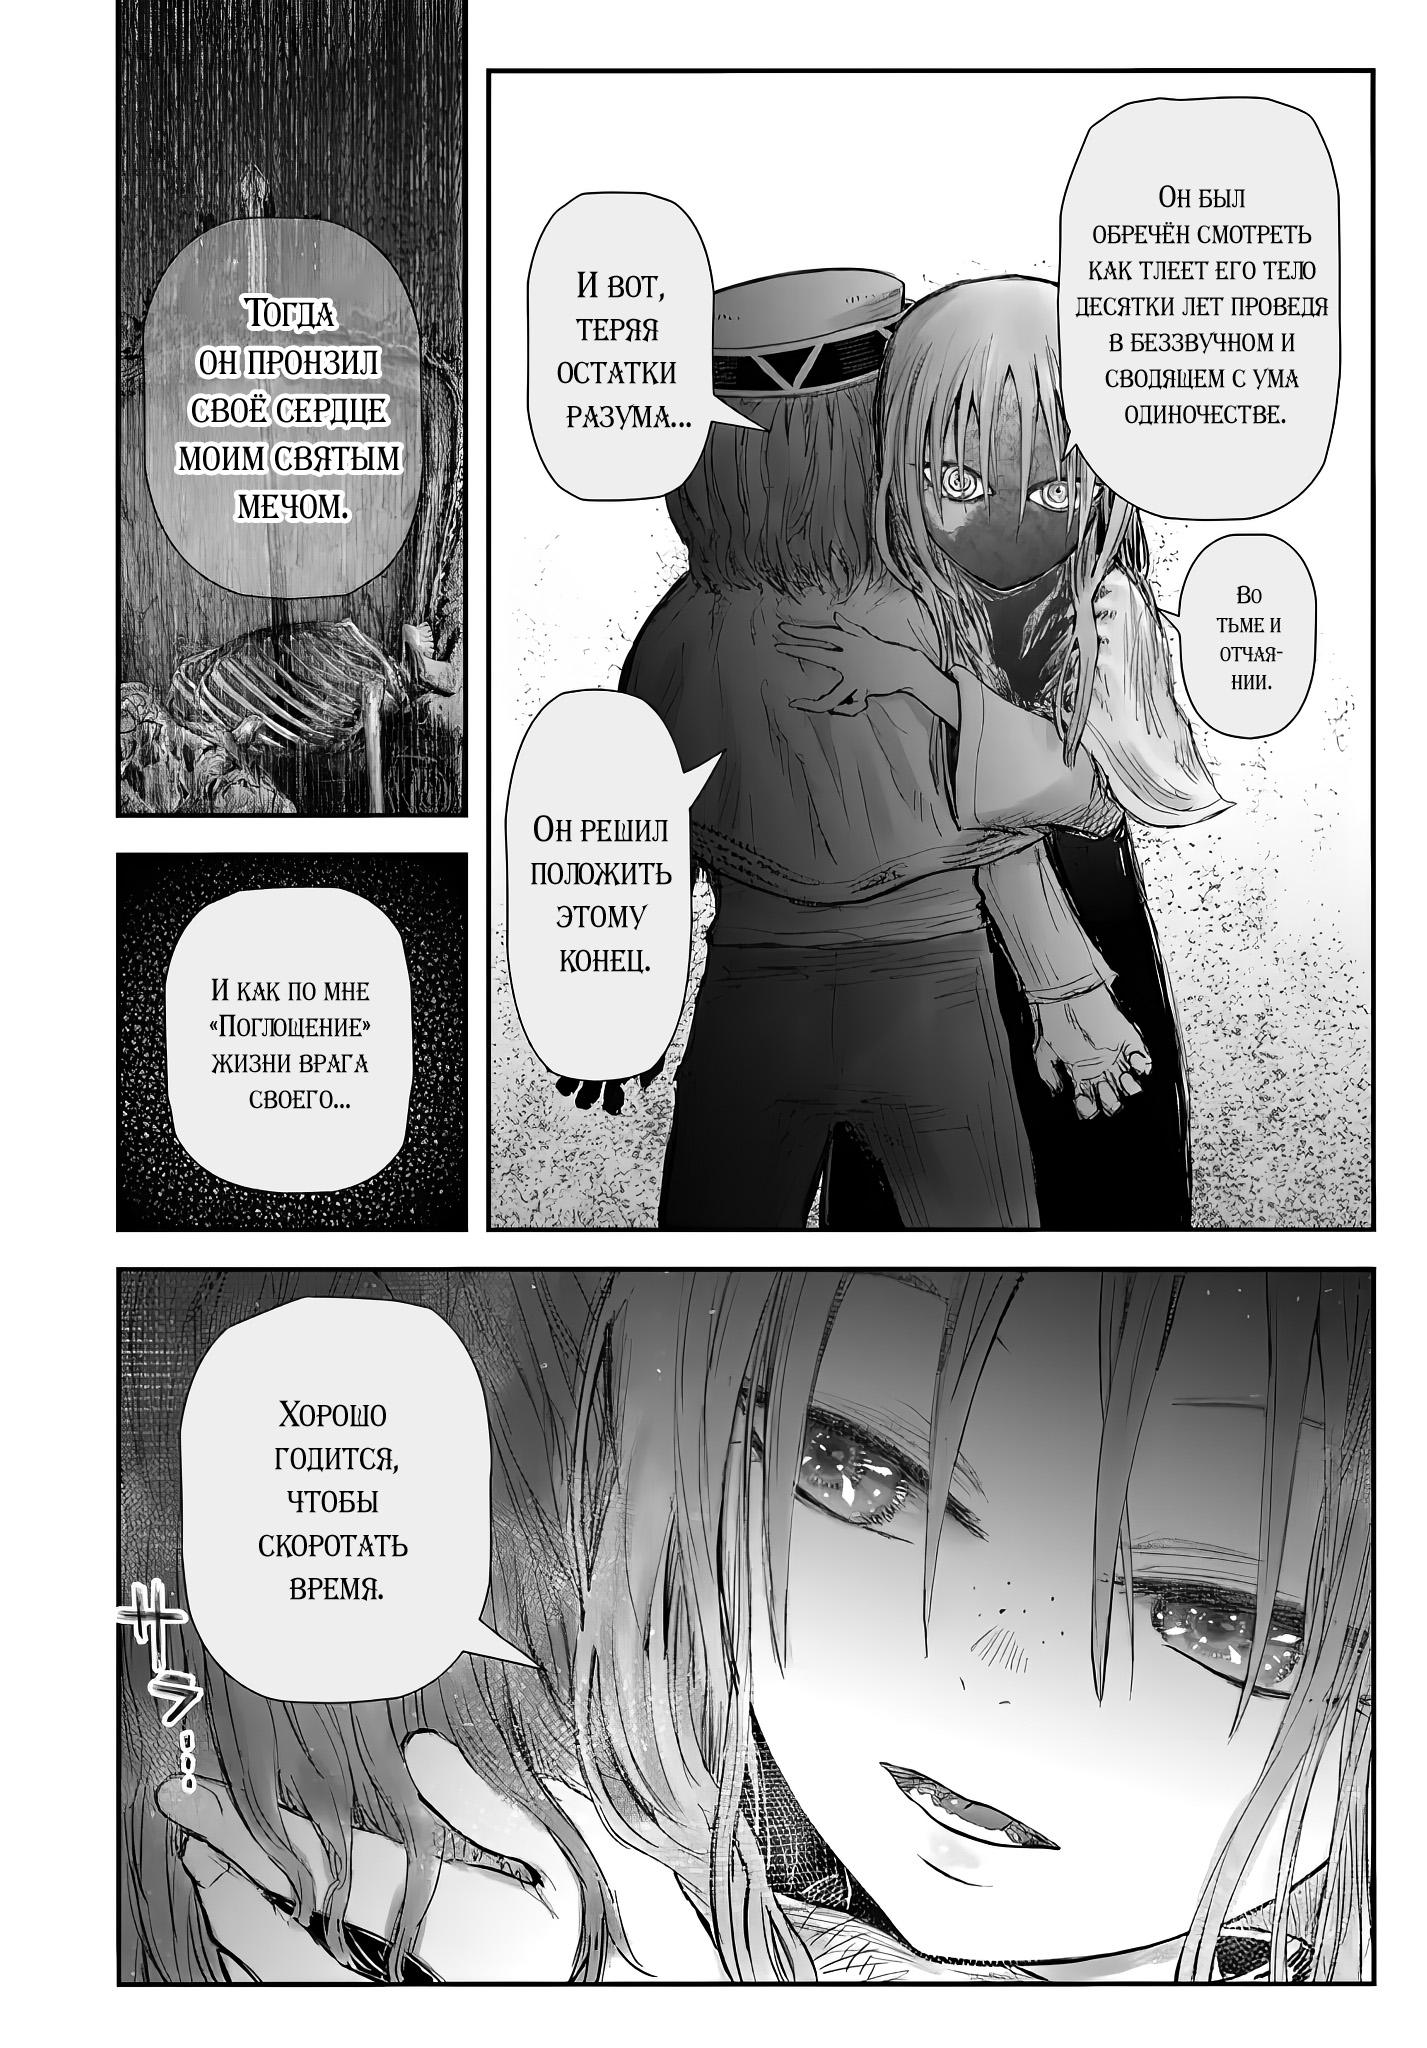 Он был
обречён смотреть
как тлеет его тело
десятки лет проведя
в беззвучном и
сводящем с ума
одиночестве.
Во
тьме и
отчая-
нии.
И вот,
теряя
остатки
разума...
Он решил
положить
этому
конец.
Тогда
он пронзил
своё сердце
моим святым
мечом.
И как по мне
«Поглощение»
жизни врага
своего...
Хорошо
годится,
чтобы
скоротать
время.
キラ…